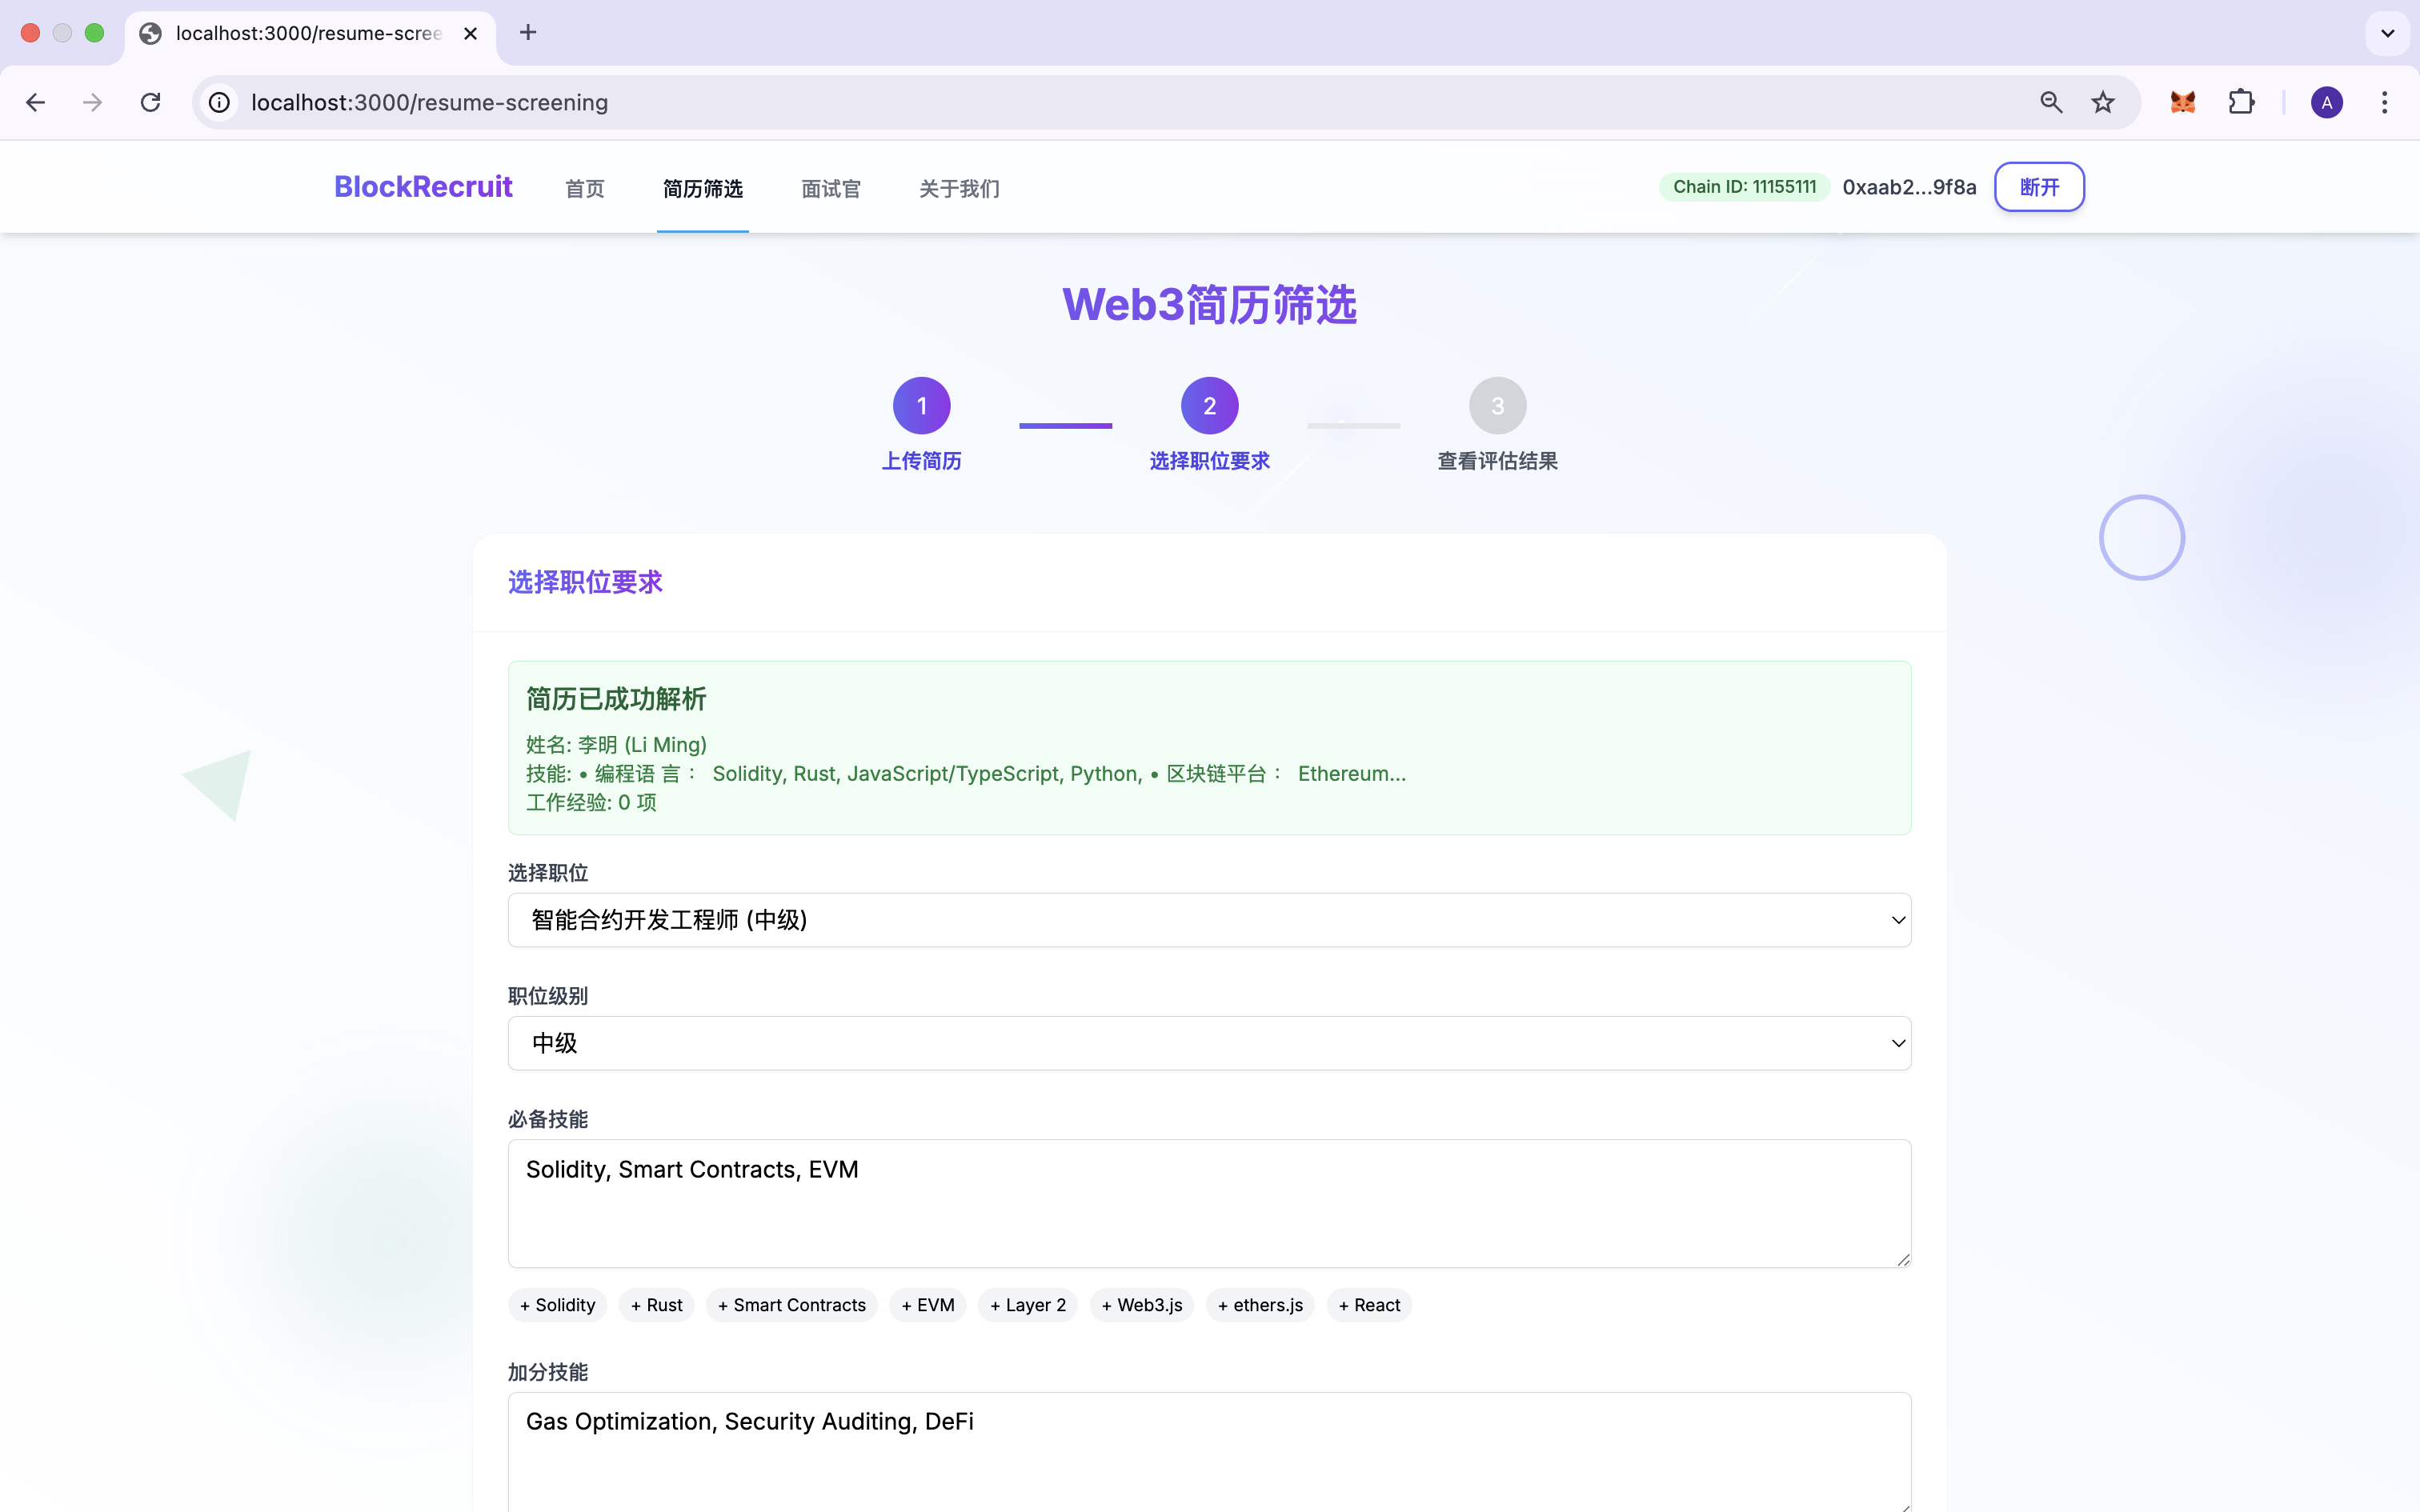 localhost:3000/resume-scree
localhost:3000/resume-screening
A
BlockRecruit
首页
简历筛选
面试官
关于我们
Chain ID: 11155111
0xaab2...9f8a
断开
Web3简历筛选
1
2
3
上传简历
选择职位要求
查看评估结果
选择职位要求
简历已成功解析
姓名: 李明 (Li Ming)
技能: • 编程语 言： Solidity, Rust, JavaScript/TypeScript, Python, • 区块链平台： Ethereum...
工作经验: 0 项
选择职位
智能合约开发工程师 (中级)
职位级别
中级
必备技能
Solidity, Smart Contracts, EVM
+ Solidity
+ Rust
+ Smart Contracts
+ EVM
+ Layer 2
+ Web3.js
+ ethers.js
+ React
加分技能
Gas Optimization, Security Auditing, DeFi